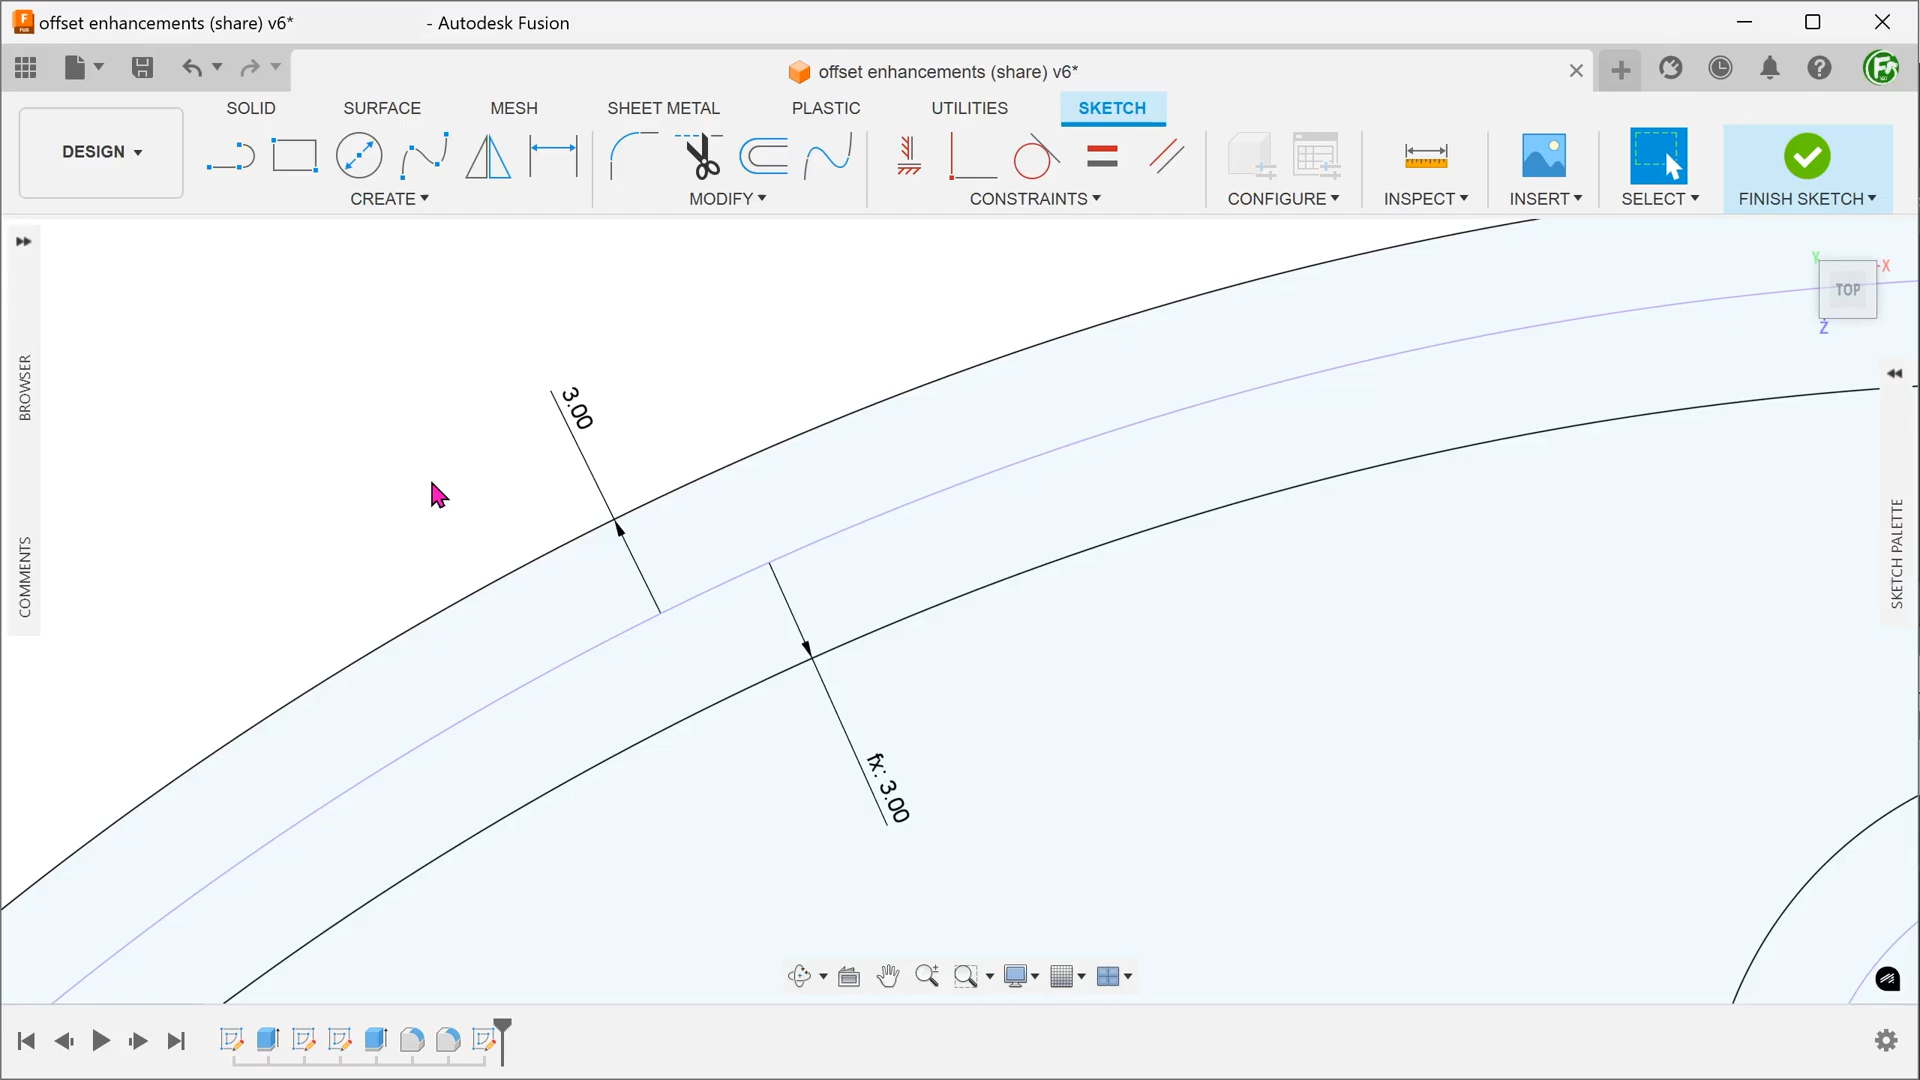 offset enhancements (share) v6* - Autodesk Fusion
offset enhancements (share) v6*
SOLID SURFACE MESH SHEET METAL PLASTIC UTILITIES SKETCH
DESIGN
CREATE MODIFY CONSTRAINTS CONFIGURE INSPECT INSERT SELECT FINISH SKETCH
Y
X
TOP
Z
BROWSER
3.00
COMMENTS
SKETCH PALETTE
fx: 3.00